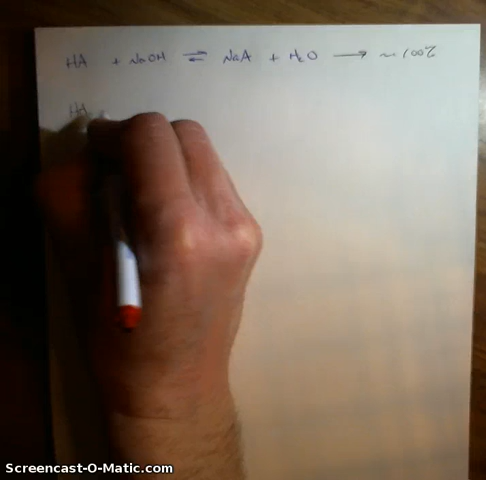 HA + NaOH ⇌ NaA + H₂O ⟶ ~100%
HA
Screencast-O-Matic.com